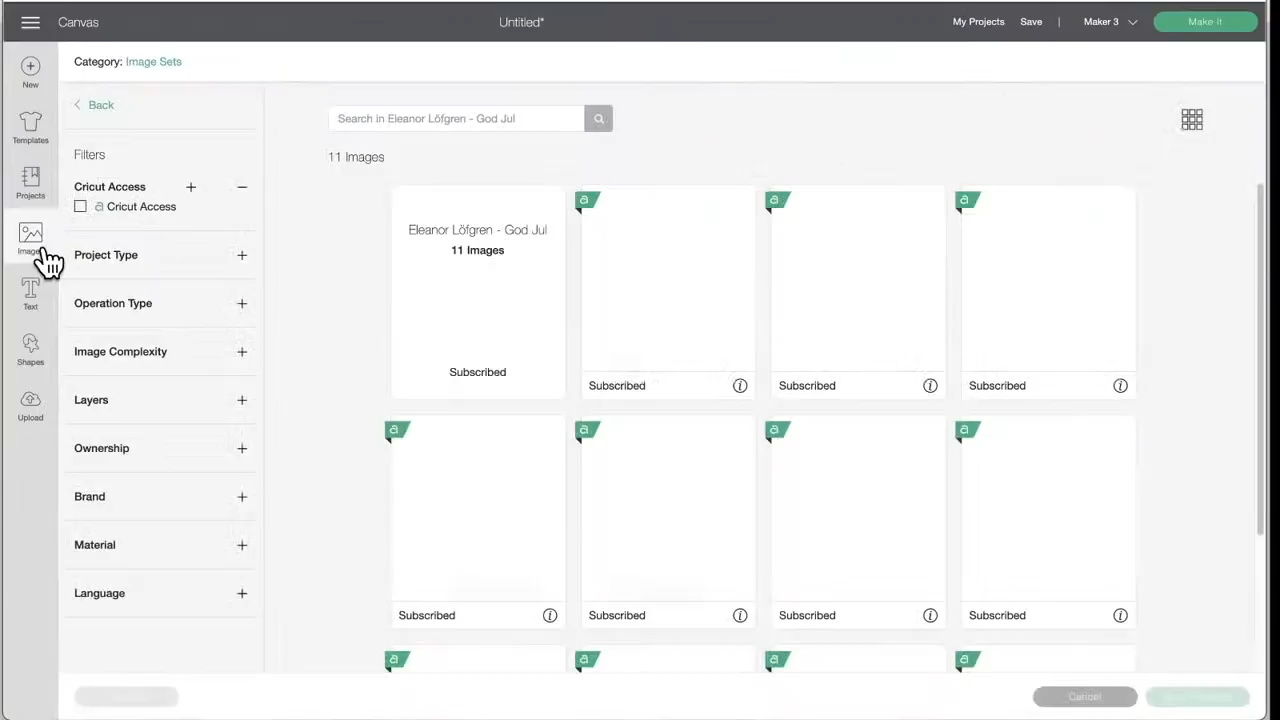 Canvas
Untitled*
My Projects
Save
|
Maker 3
Make It
New
Templates
Projects
Images
Text
Shapes
Upload
Category: Image Sets
Back
Filters
Cricut Access
Cricut Access
Project Type
Operation Type
Image Complexity
Layers
Ownership
Brand
Material
Language
Search in Eleanor Löfgren - God Jul
11 Images
Eleanor Löfgren - God Jul
11 Images
Subscribed
Subscribed
Subscribed
Subscribed
Subscribed
Subscribed
Subscribed
Subscribed
Cancel